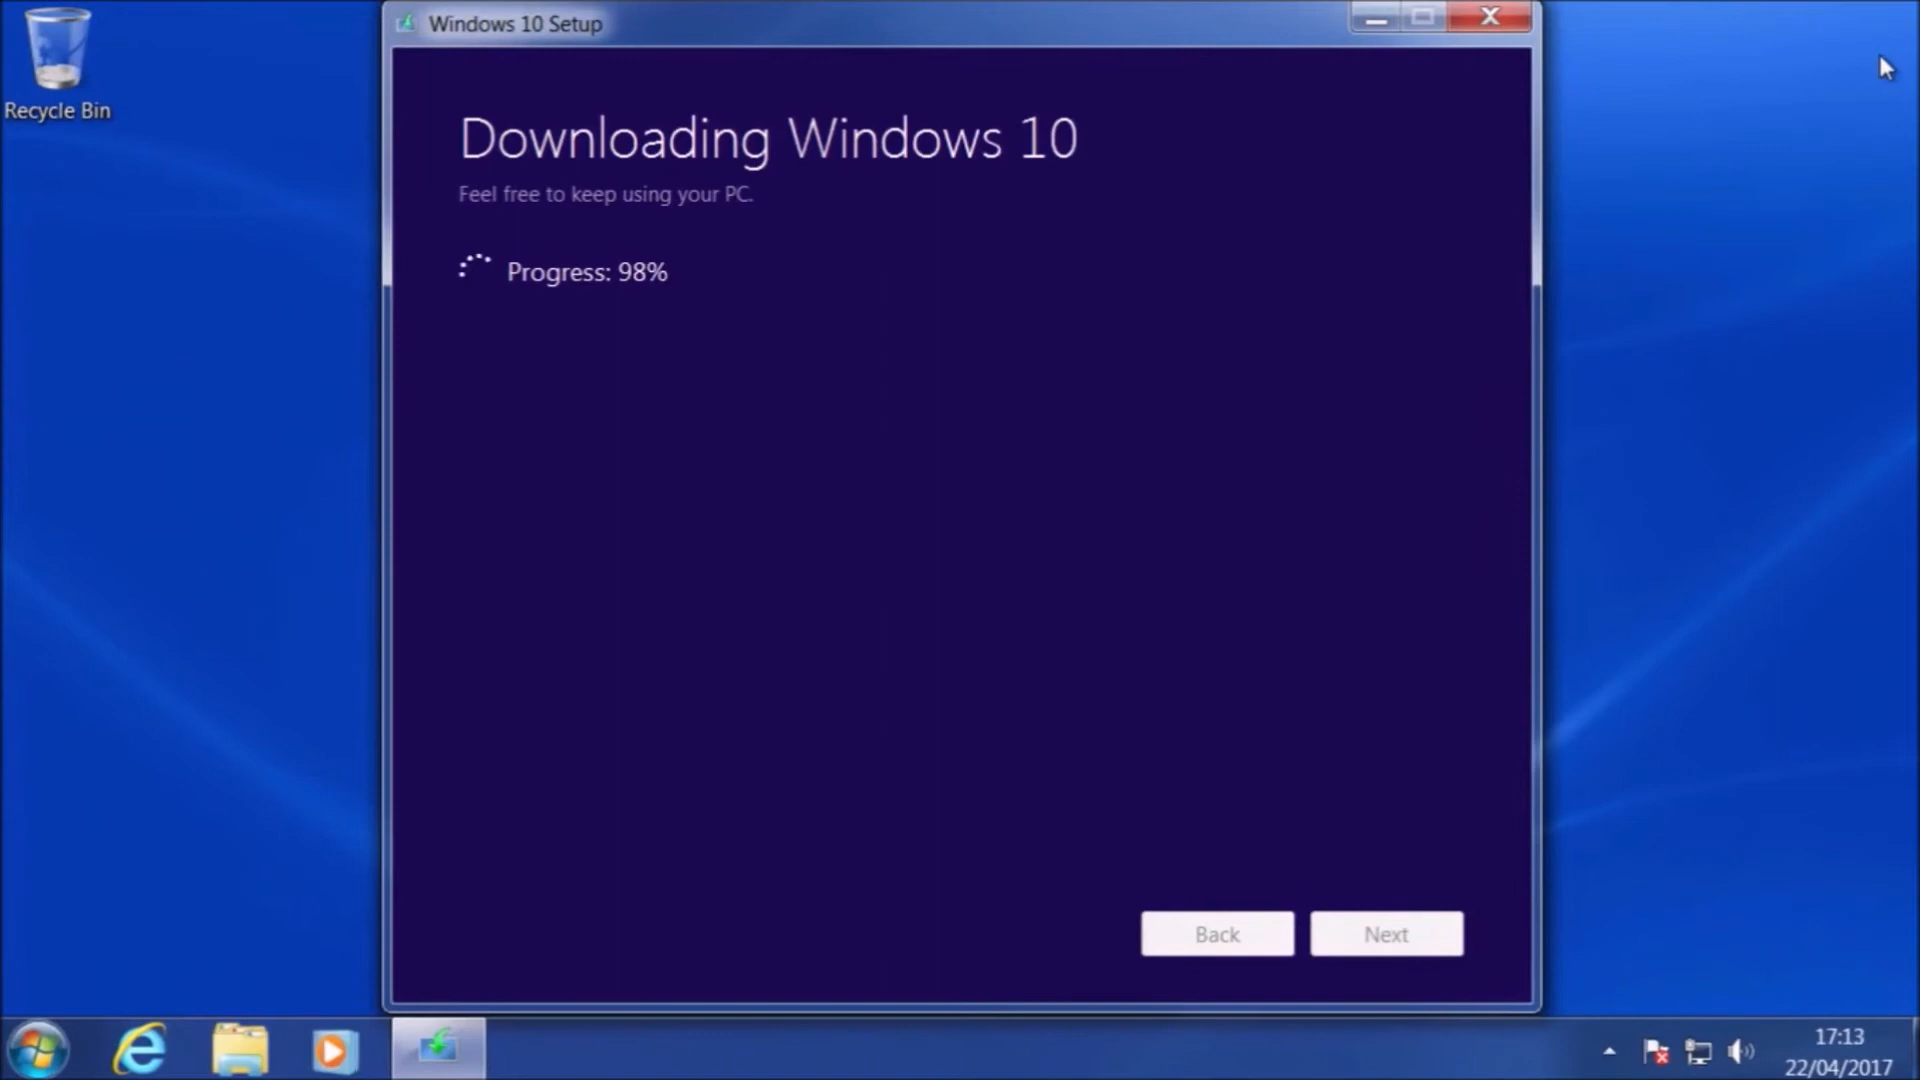 Windows 10 Setup
Recycle Bin
Downloading Windows 10
Feel free to keep using your PC.
Progress: 98%
Back
Next
17:13
22/04/2017